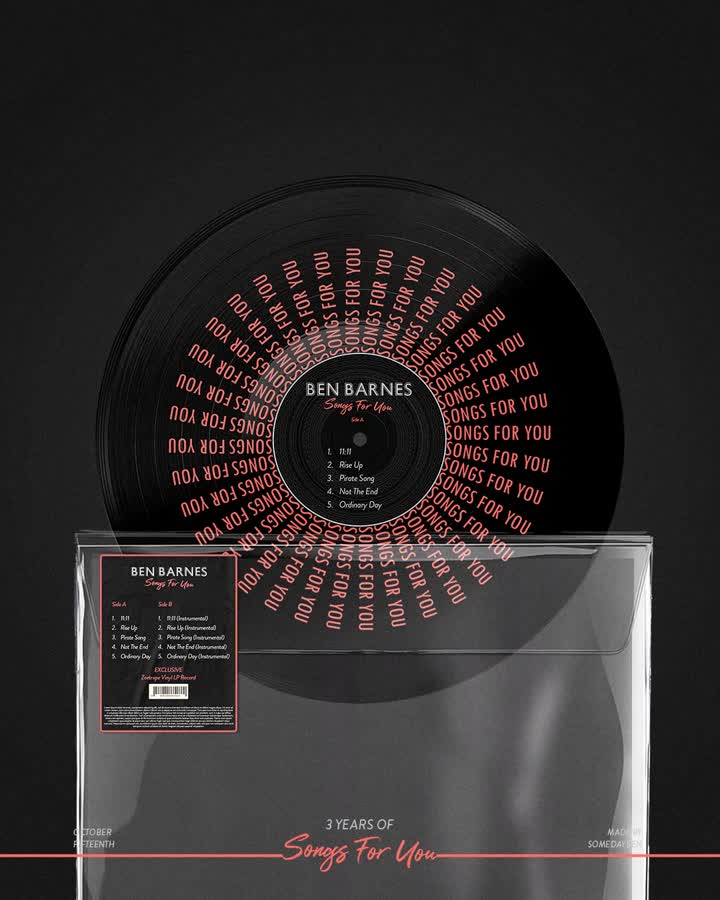 SONGS FOR YOU
BEN BARNES
Songs For You
Side A
1. 11:11
2. Rise Up
3. Pirate Song
4. Not The End
5. Ordinary Day
BEN BARNES
Songs For You
Side A
1. 11:11
2. Rise Up
3. Pirate Song
4. Not The End
5. Ordinary Day
Side B
1. 11:11 (Instrumental)
2. Rise Up (Instrumental)
3. Pirate Song (Instrumental)
4. Not The End (Instrumental)
5. Ordinary Day (Instrumental)
EXCLUSIVE
Zoetrope Vinyl LP Record
3 YEARS OF
Songs For You
OCTOBER
FIFTEENTH